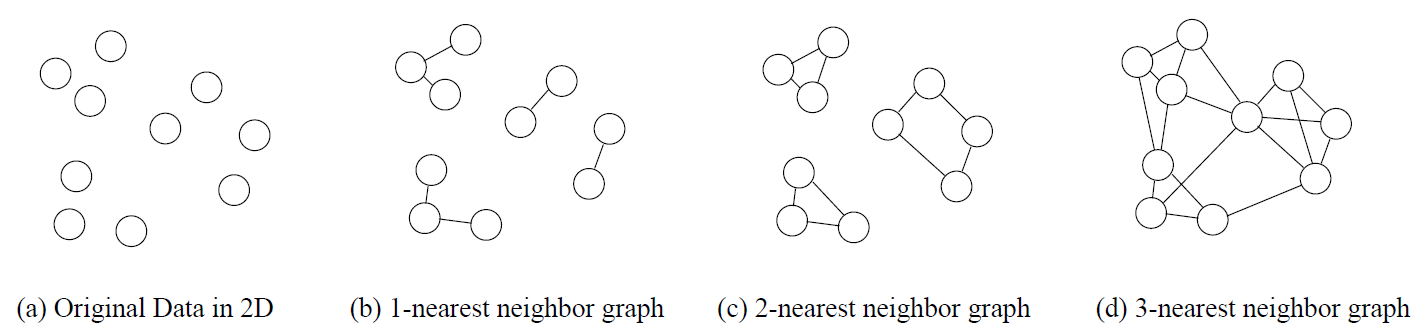 (a) Original Data in 2D
(b) 1-nearest neighbor graph
(c) 2-nearest neighbor graph
(d) 3-nearest neighbor graph